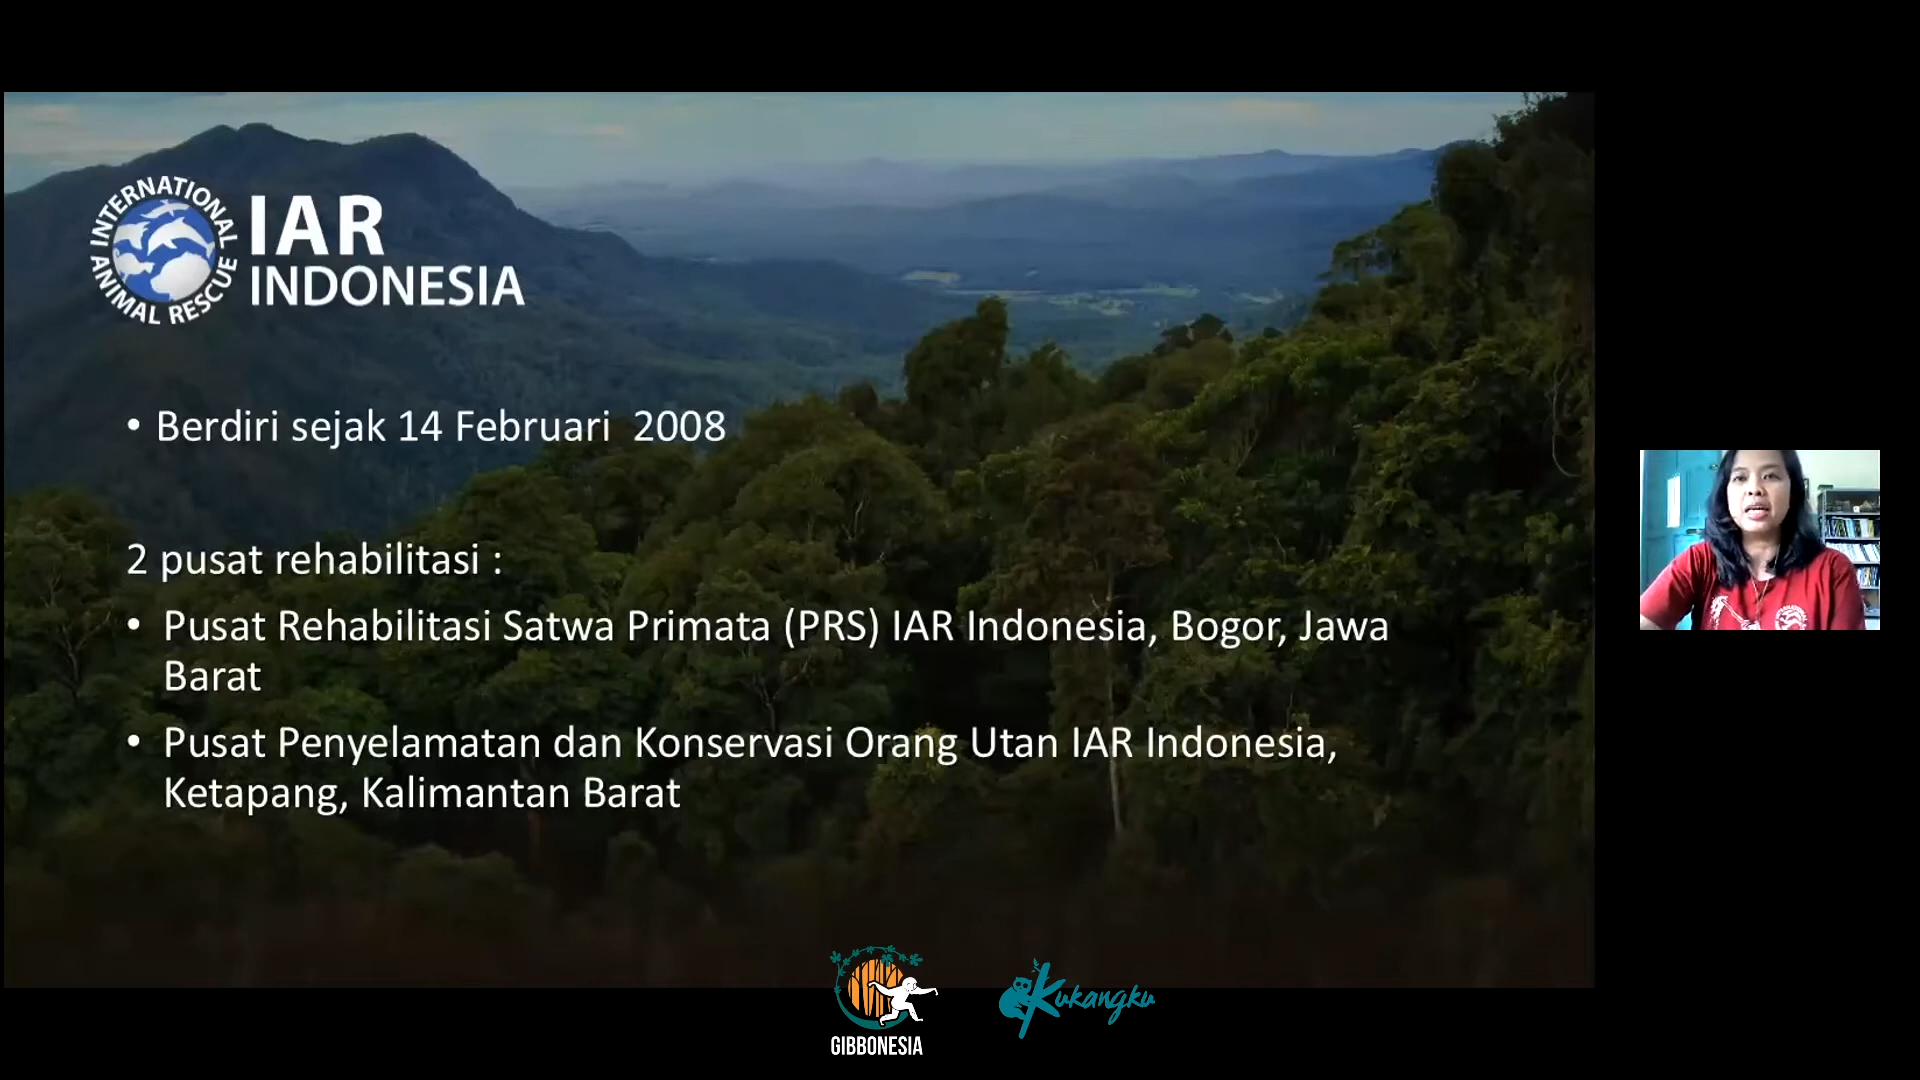 INTERNATIONAL
ANIMAL RESCUE
IAR
INDONESIA
• Berdiri sejak 14 Februari 2008
2 pusat rehabilitasi :
• Pusat Rehabilitasi Satwa Primata (PRS) IAR Indonesia, Bogor, Jawa
Barat
• Pusat Penyelamatan dan Konservasi Orang Utan IAR Indonesia,
Ketapang, Kalimantan Barat
GIBBONESIA
Kukangku